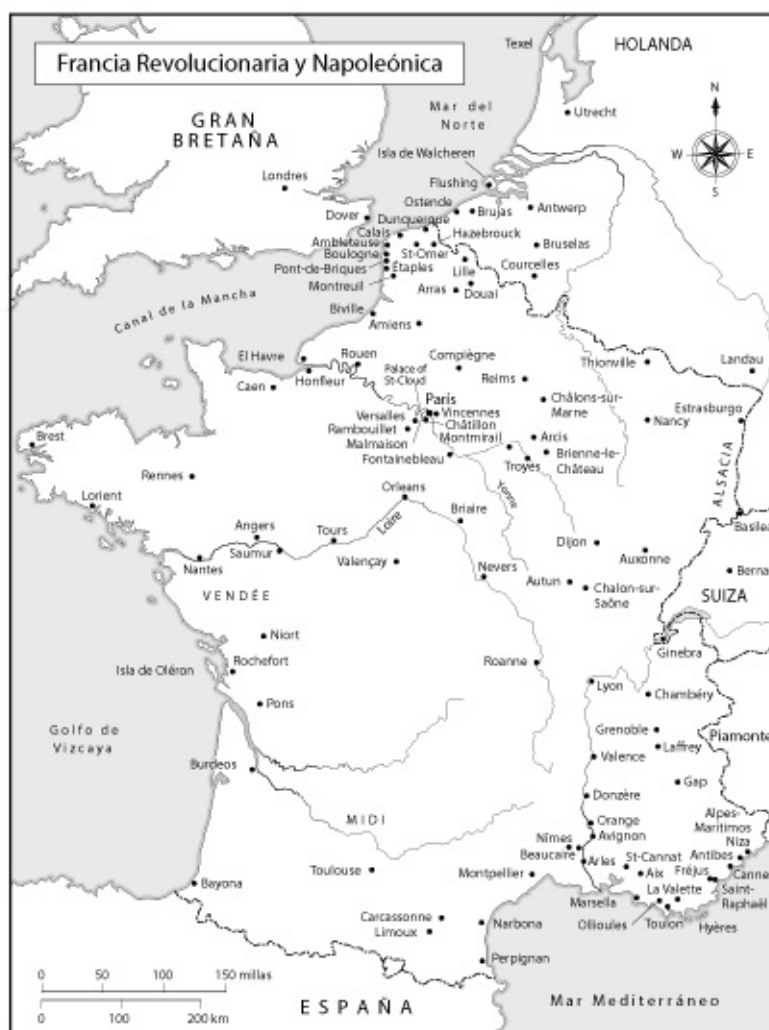 Francia Revolucionaria y Napoleónica
Texel
HOLANDA
Mar del
Norte
GRAN
BRETAÑA
Utrecht
N
W
E
S
Isla de Walcheren
Londres
Flushing
Ostende
Brujas
Antwerp
Dover
Dunquerque
Calais
Hazebrouck
Ambleteuse
Boulogne
St-Omer
Bruselas
Pont-de-Briques
Étaples
Lille
Courcelles
Montreuil
Arras
Douai
Canal de la Mancha
Biville
Amiens
El Havre
Rouen
Compiègne
Thionville
Landau
Honfleur
Palace of
St-Cloud
Reims
Caen
París
Châlons-sur-
Marne
Versalles
Vincennes
Nancy
Estrasburgo
Rambouillet
Châtillon
Malmaison
Montmirail
Arcis
Brest
Fontainebleau
Brienne-le-
Château
Troyes
ALSACIA
Rennes
Yonne
Lorient
Orleans
Briaire
Basilea
Angers
Tours
Loire
Dijon
Auxonne
Nantes
Saumur
Valençay
Nevers
Autun
Berna
Chalon-sur-
Saône
SUIZA
VENDÉE
Niort
Ginebra
Isla de Oléron
Rochefort
Roanne
Lyon
Chambéry
Pons
Golfo de
Vizcaya
Grenoble
Laffrey
Piamonte
Burdeos
Valence
Gap
Donzère
MIDI
Orange
Alpes-
Marítimos
Avignon
Niza
Nîmes
Beaucaire
Arles
St-Cannat
Antibes
Toulouse
Montpellier
Aix
Fréjus
Canne
Bayona
La Valette
Saint-
Raphaël
Marsella
Carcassonne
Narbona
Ollioules
Toulon
Hyères
Limoux
Perpignan
0 50 100 150 millas
0 100 200 km
ESPAÑA
Mar Mediterráneo